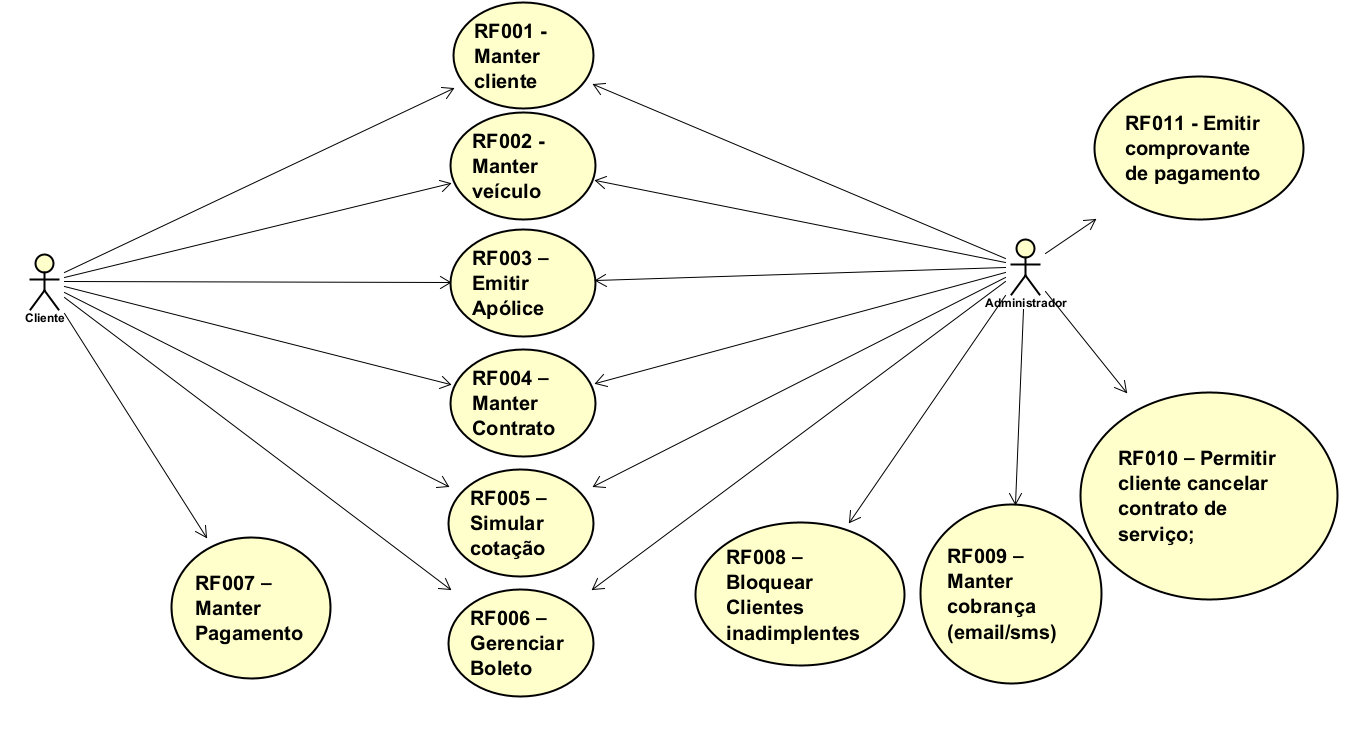 RF001 -
Manter
cliente
RF002 -
Manter
veículo
RF003 –
Emitir
Apólice
RF004 –
Manter
Contrato
RF005 –
Simular
cotação
RF006 –
Gerenciar
Boleto
RF007 –
Manter
Pagamento
RF008 –
Bloquear
Clientes
inadimplentes
RF009 –
Manter
cobrança
(email/sms)
RF010 – Permitir
cliente cancelar
contrato de
serviço;
RF011 - Emitir
comprovante
de pagamento
Cliente
Administrador